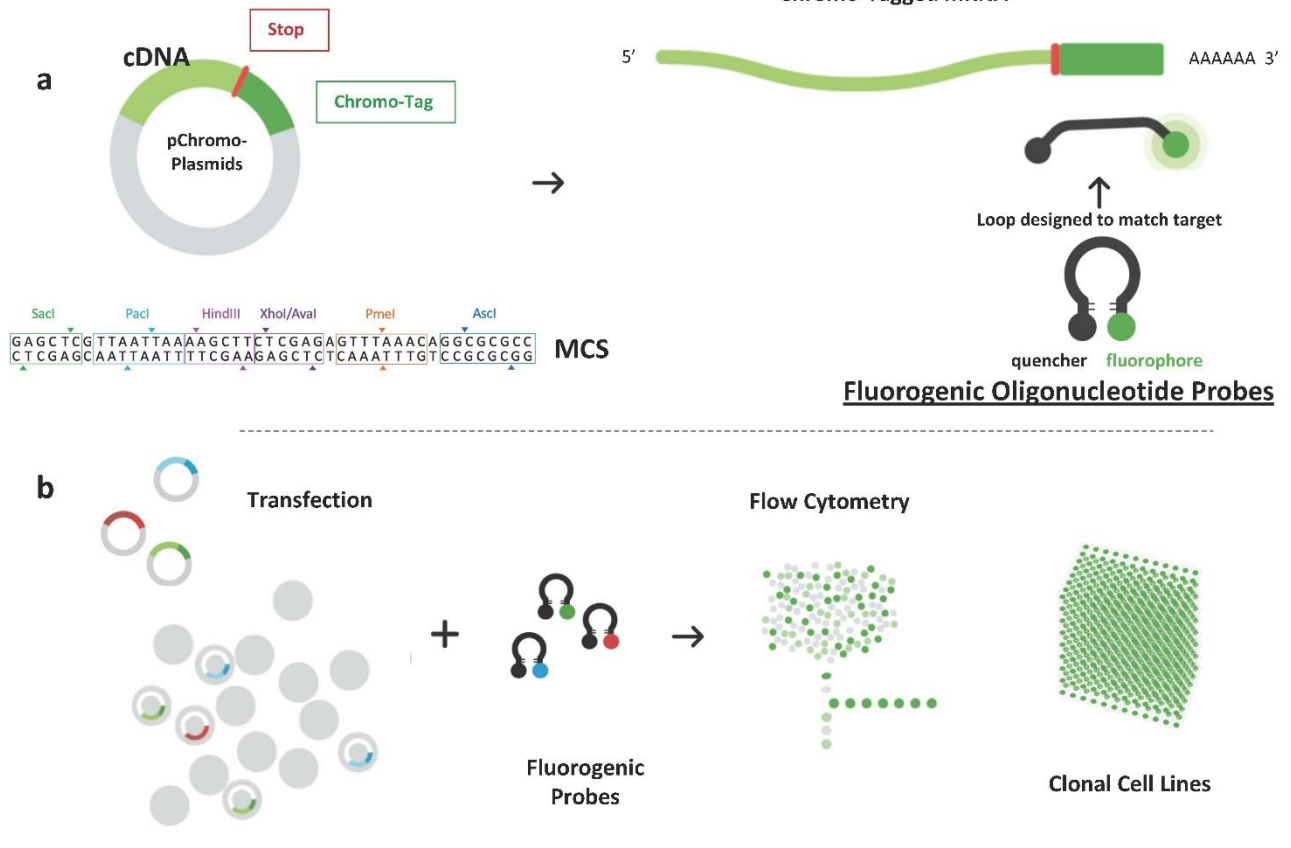 a
cDNA
Stop
Chromo-Tag
pChromo-
Plasmids
5’
AAAAAA 3’
Loop designed to match target
quencher fluorophore
Fluorogenic Oligonucleotide Probes
SacI PacI HindIII XhoI/AvaI PmeI AscI
GAGCTCGTTAATTAAAAGCTTCTCGAGAGTTTAAACAGGCGCGCC
CTCGAGCAATTAATTTTCGAAGAGCTCTCAAATTTGTCCGCGCGG
MCS
b
Transfection
Flow Cytometry
Fluorogenic
Probes
Clonal Cell Lines